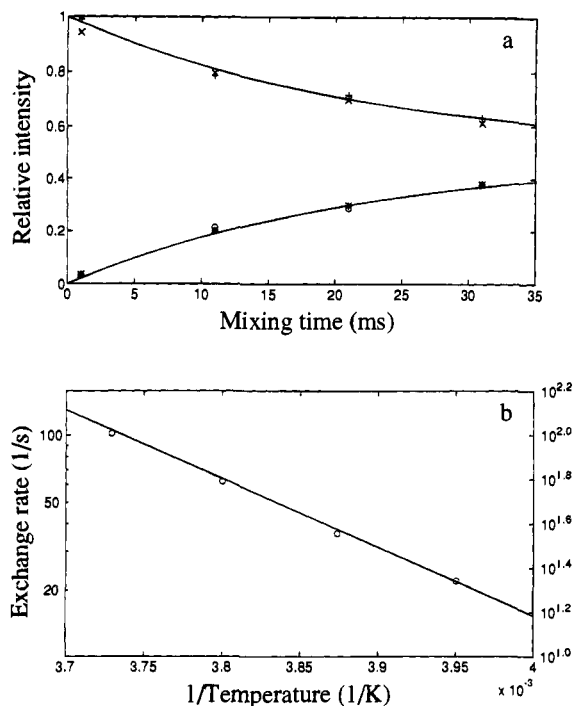 a
1
0.8
0.6
0.4
0.2
0
Relative intensity
0 5 10 15 20 25 30 35
Mixing time (ms)
b
100
50
20
Exchange rate (1/s)
10^2.2
10^2.0
10^1.8
10^1.6
10^1.4
10^1.2
10^1.0
3.7 3.75 3.8 3.85 3.9 3.95 4
x 10^-3
1/Temperature (1/K)